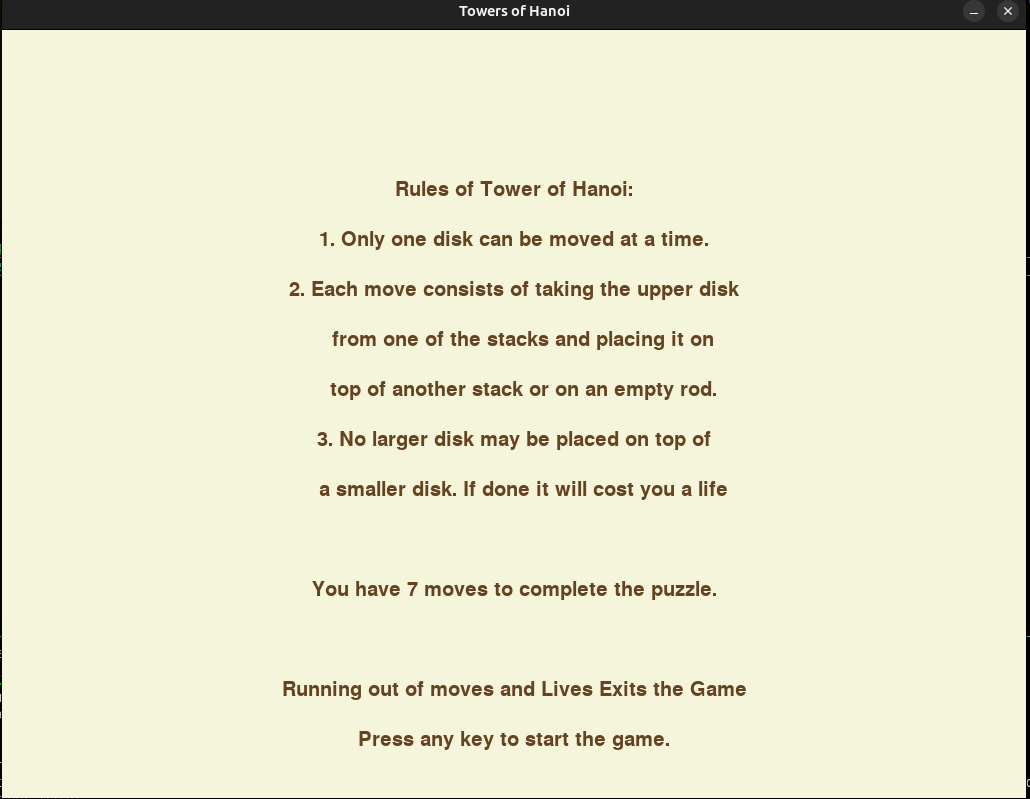 Towers of Hanoi
Rules of Tower of Hanoi:
1. Only one disk can be moved at a time.
2. Each move consists of taking the upper disk
from one of the stacks and placing it on
top of another stack or on an empty rod.
3. No larger disk may be placed on top of
a smaller disk. If done it will cost you a life
You have 7 moves to complete the puzzle.
Running out of moves and Lives Exits the Game
Press any key to start the game.